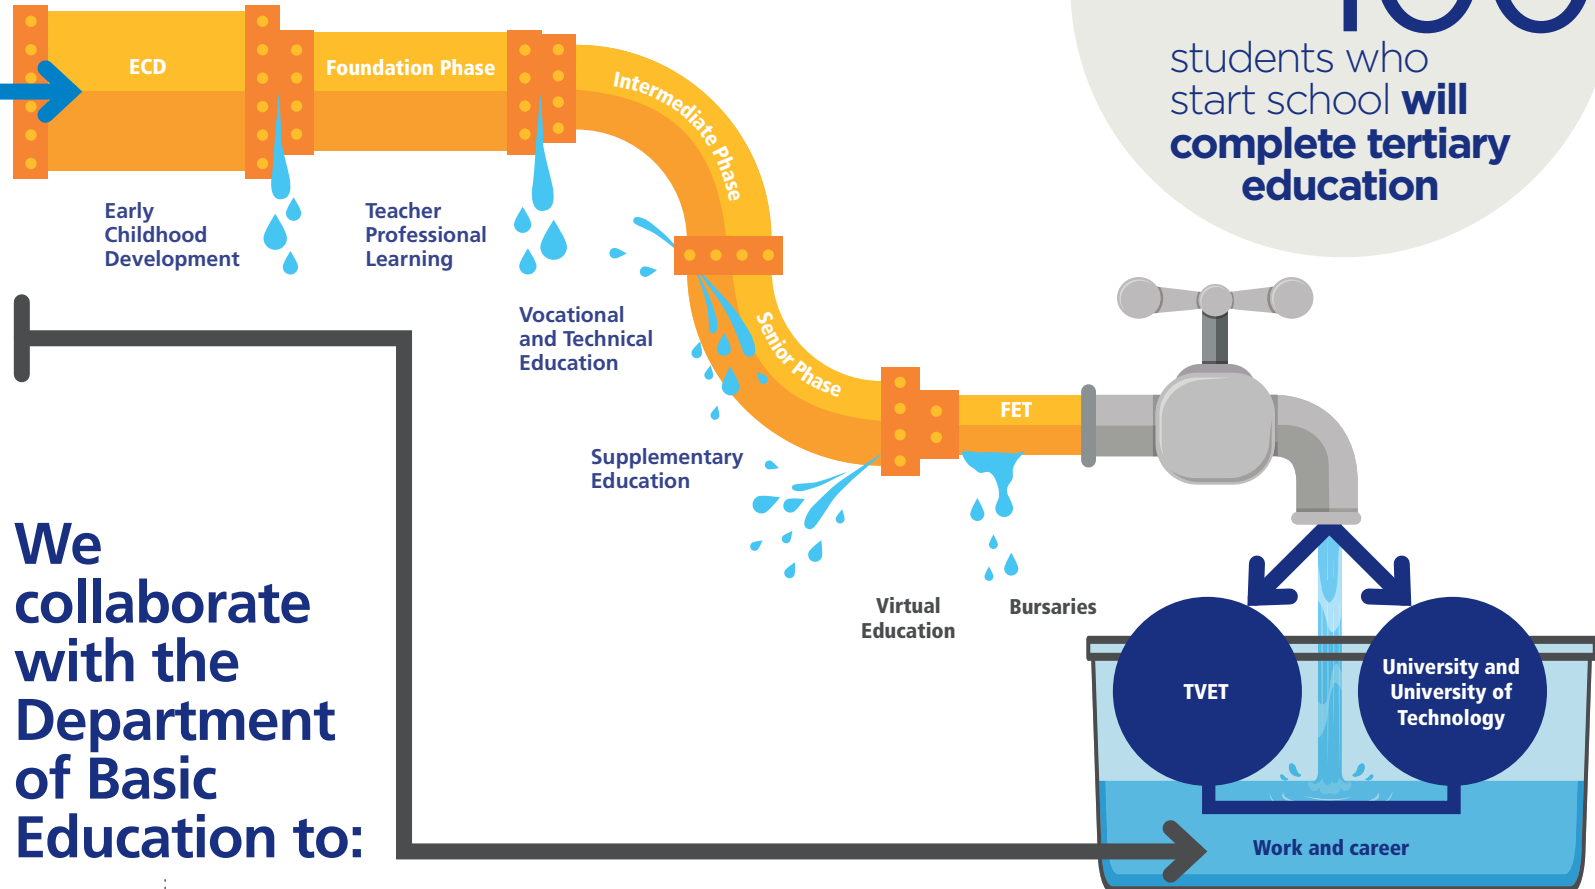 ECD
Foundation Phase
Intermediate Phase
Senior Phase
FET
100
students who
start school will
complete tertiary
education
Early
Childhood
Development
Teacher
Professional
Learning
Vocational
and Technical
Education
Supplementary
Education
Virtual
Education
Bursaries
TVET
University and
University of
Technology
Work and career
We
collaborate
with the
Department
of Basic
Education to: